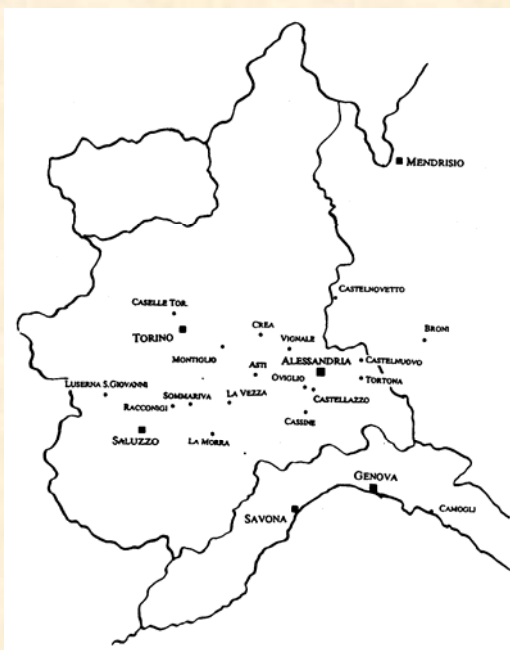 MENDRISIO
CASTELNOVETTO
CASELLE TOR.
TORINO
CREA
VIGNALE
BRONI
MONTIGLIO
ALESSANDRIA
CASTELNUOVO
ASTI
TORTONA
LUSERNA S.GIOVANNI
OVIGLIO
CASTELLAZZO
SOMMARIVA
LA VEZZA
RACCONIGI
CASSINE
SALUZZO
LA MORRA
GENOVA
SAVONA
CAMOGLI